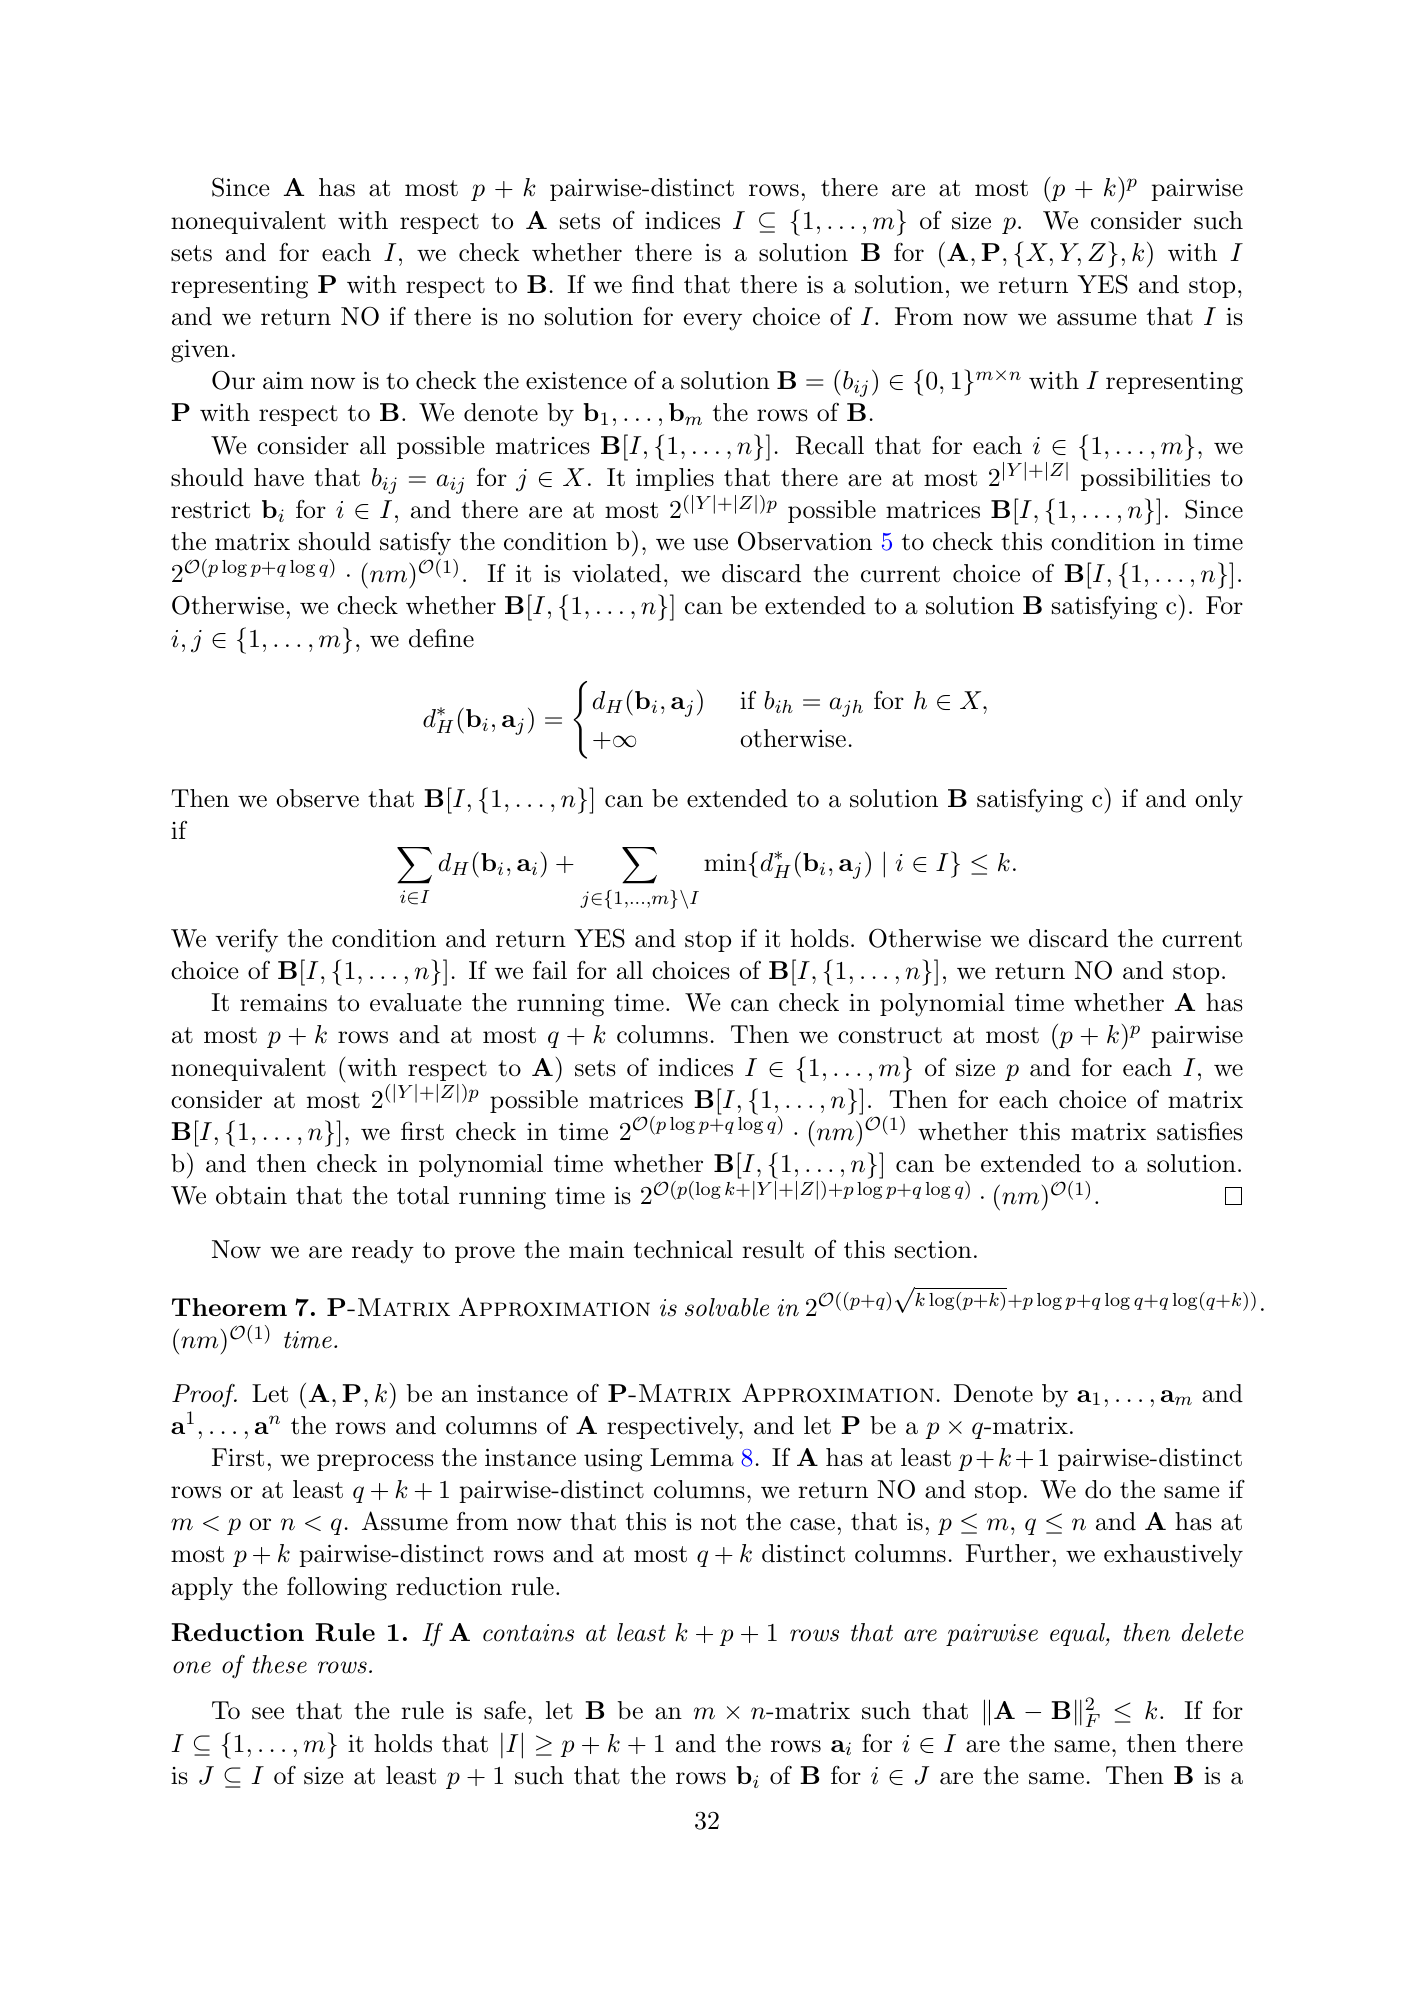 Since A has at most p + k pairwise-distinct rows, there are at most (p + k)^p pairwise
nonequivalent with respect to A sets of indices I ⊆ {1, . . . , m} of size p. We consider such
sets and for each I, we check whether there is a solution B for (A, P, {X, Y, Z}, k) with I
representing P with respect to B. If we find that there is a solution, we return YES and stop,
and we return NO if there is no solution for every choice of I. From now we assume that I is
given.
Our aim now is to check the existence of a solution B = (b_{ij}) ∈ {0, 1}^{m×n} with I representing
P with respect to B. We denote by b_1, . . . , b_m the rows of B.
We consider all possible matrices B[I, {1, . . . , n}]. Recall that for each i ∈ {1, . . . , m}, we
should have that b_{ij} = a_{ij} for j ∈ X. It implies that there are at most 2^{|Y|+|Z|} possibilities to
restrict b_i for i ∈ I, and there are at most 2^{(|Y|+|Z|)p} possible matrices B[I, {1, . . . , n}]. Since
the matrix should satisfy the condition b), we use Observation 5 to check this condition in time
2^{O(p log p+q log q)} · (nm)^{O(1)}. If it is violated, we discard the current choice of B[I, {1, . . . , n}].
Otherwise, we check whether B[I, {1, . . . , n}] can be extended to a solution B satisfying c). For
i, j ∈ {1, . . . , m}, we define
d*_H(b_i, a_j) = { d_H(b_i, a_j) if b_{ih} = a_{jh} for h ∈ X,
+∞ otherwise.
Then we observe that B[I, {1, . . . , n}] can be extended to a solution B satisfying c) if and only
if
∑_{i∈I} d_H(b_i, a_i) + ∑_{j∈{1,...,m}\I} min{d*_H(b_i, a_j) | i ∈ I} ≤ k.
We verify the condition and return YES and stop if it holds. Otherwise we discard the current
choice of B[I, {1, . . . , n}]. If we fail for all choices of B[I, {1, . . . , n}], we return NO and stop.
It remains to evaluate the running time. We can check in polynomial time whether A has
at most p + k rows and at most q + k columns. Then we construct at most (p + k)^p pairwise
nonequivalent (with respect to A) sets of indices I ∈ {1, . . . , m} of size p and for each I, we
consider at most 2^{(|Y|+|Z|)p} possible matrices B[I, {1, . . . , n}]. Then for each choice of matrix
B[I, {1, . . . , n}], we first check in time 2^{O(p log p+q log q)} · (nm)^{O(1)} whether this matrix satisfies
b) and then check in polynomial time whether B[I, {1, . . . , n}] can be extended to a solution.
We obtain that the total running time is 2^{O(p(log k+|Y|+|Z|)+p log p+q log q)} · (nm)^{O(1)}. □
Now we are ready to prove the main technical result of this section.
Theorem 7. P-Matrix Approximation is solvable in 2^{O((p+q)√(k log(p+k))+p log p+q log q+q log(q+k))}·
(nm)^{O(1)} time.
Proof. Let (A, P, k) be an instance of P-Matrix Approximation. Denote by a_1, . . . , a_m and
a^1, . . . , a^n the rows and columns of A respectively, and let P be a p × q-matrix.
First, we preprocess the instance using Lemma 8. If A has at least p+k+1 pairwise-distinct
rows or at least q + k + 1 pairwise-distinct columns, we return NO and stop. We do the same if
m < p or n < q. Assume from now that this is not the case, that is, p ≤ m, q ≤ n and A has at
most p + k pairwise-distinct rows and at most q + k distinct columns. Further, we exhaustively
apply the following reduction rule.
Reduction Rule 1. If A contains at least k + p + 1 rows that are pairwise equal, then delete
one of these rows.
To see that the rule is safe, let B be an m × n-matrix such that ‖A − B‖²_F ≤ k. If for
I ⊆ {1, . . . , m} it holds that |I| ≥ p + k + 1 and the rows a_i for i ∈ I are the same, then there
is J ⊆ I of size at least p + 1 such that the rows b_i of B for i ∈ J are the same. Then B is a
32